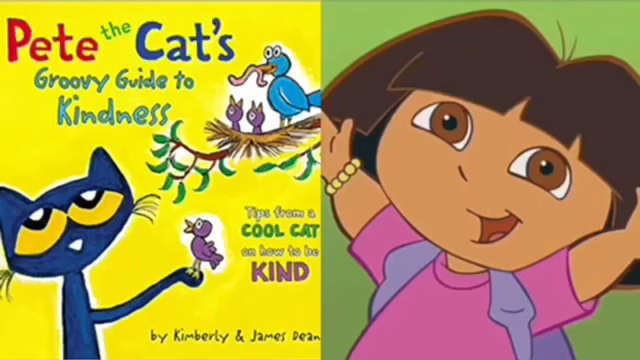 Pete the Cat's
Groovy Guide to
Kindness
Tips from a
COOL CAT
on how to be
KIND
by Kimberly & James Dean